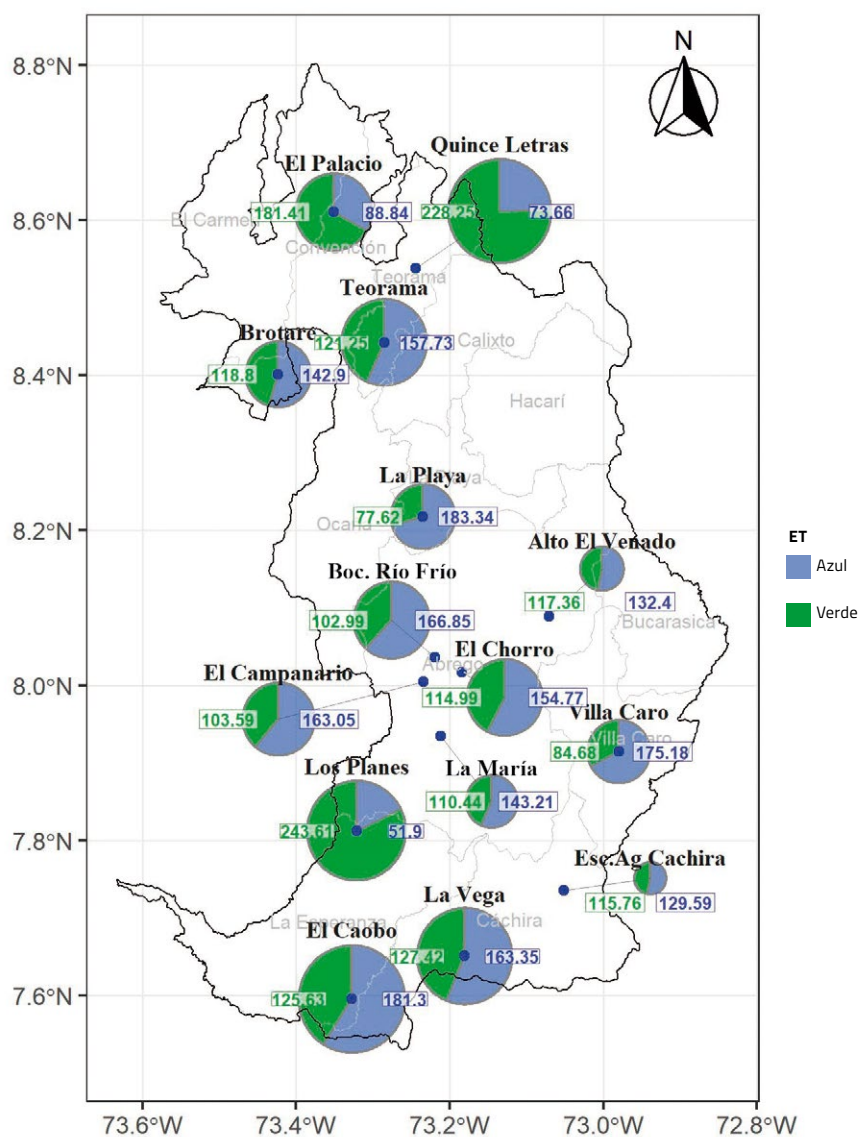 N
8.8°N
Quince Letras
El Palacio
181.41
88.84
228.25
73.66
8.6°N
El Carmen
Convención
Teorama
Teorama
121.25
157.73
Calixto
Brotare
118.8
142.9
8.4°N
Hacarí
La Playa
Playa
77.62
183.34
Ocaña
8.2°N
Alto El Venado
117.36
132.4
Bucarasica
Boc. Río Frío
102.99
166.85
El Chorro
Abrego
114.99
154.77
El Campanario
103.59
163.05
8.0°N
Villa Caro
Villa Caro
84.68
175.18
La María
110.44
143.21
Los Planes
243.61
51.9
7.8°N
Esc.Ag Cachira
115.76
129.59
La Vega
Cáchira
127.42
163.35
La Esperanza
El Caobo
125.63
181.3
7.6°N
73.6°W 73.4°W 73.2°W 73.0°W 72.8°W
ET
Azul
Verde